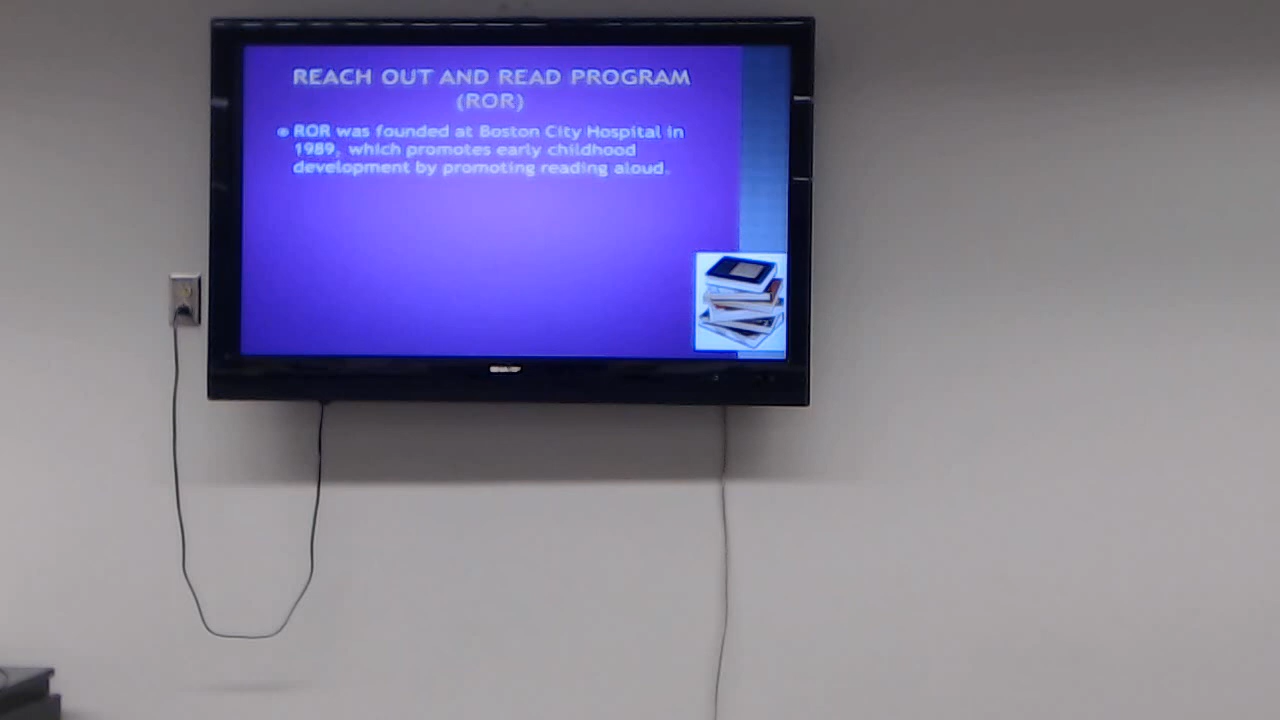 REACH OUT AND READ PROGRAM
(ROR)
ROR was founded at Boston City Hospital in
1989, which promotes early childhood
development by promoting reading aloud.
SHARP